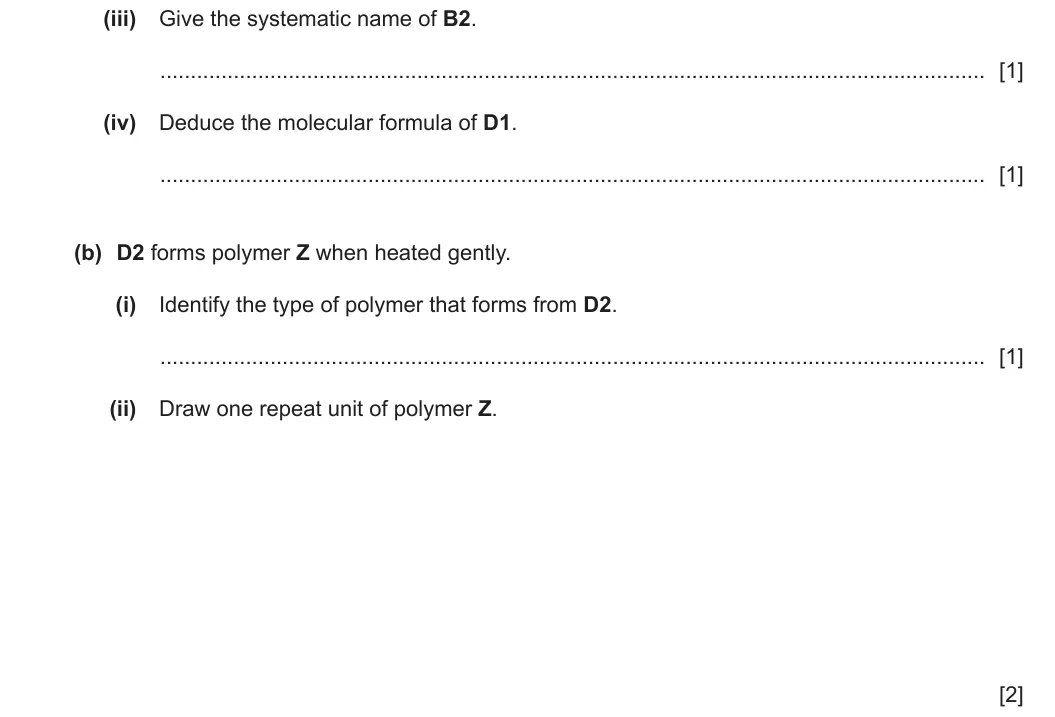 (iii) Give the systematic name of B2.
.......................................................................................................................................... [1]
(iv) Deduce the molecular formula of D1.
.......................................................................................................................................... [1]
(b) D2 forms polymer Z when heated gently.
(i) Identify the type of polymer that forms from D2.
.......................................................................................................................................... [1]
(ii) Draw one repeat unit of polymer Z.
[2]